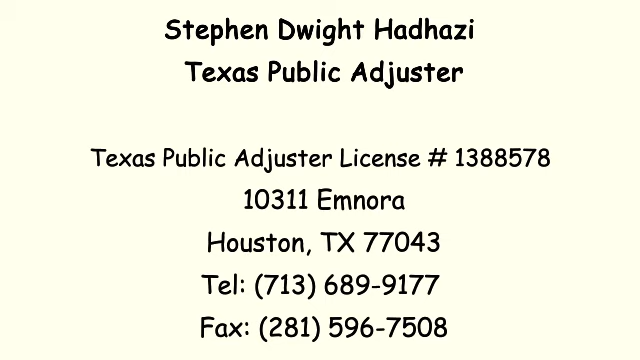 Stephen Dwight Hadhazi
Texas Public Adjuster
Texas Public Adjuster License # 1388578
10311 Emnora
Houston, TX 77043
Tel: (713) 689-9177
Fax: (281) 596-7508